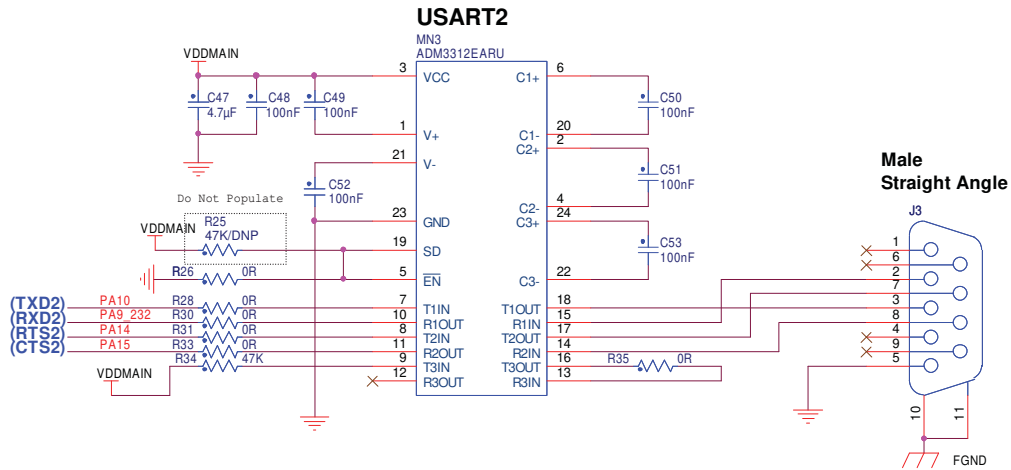 USART2
MN3
ADM3312EARU
VDDMAIN
3 VCC C1+ 6
C47
4.7µF
C48
100nF
C49
100nF
C50
100nF
1 V+ C1- 20
C2+ 2
21 V-
C52
100nF
C51
100nF
Male
Straight Angle
Do Not Populate
C2- 4
23 GND C3+ 24
J3
VDDMAIN
R25
47K/DNP
19 SD
C53
100nF
1
6
R26 0R
5 EN C3- 22
2
7
(TXD2) PA10 R28 0R 7 T1IN T1OUT 18
3
(RXD2) PA9_232 R30 0R 10 R1OUT R1IN 15
8
(RTS2) PA14 R31 0R 8 T2IN T2OUT 17
4
(CTS2) PA15 R33 0R 11 R2OUT R2IN 14
9
R34 47K 9 T3IN T3OUT 16 R35 0R
5
VDDMAIN
12 R3OUT R3IN 13
10
11
FGND